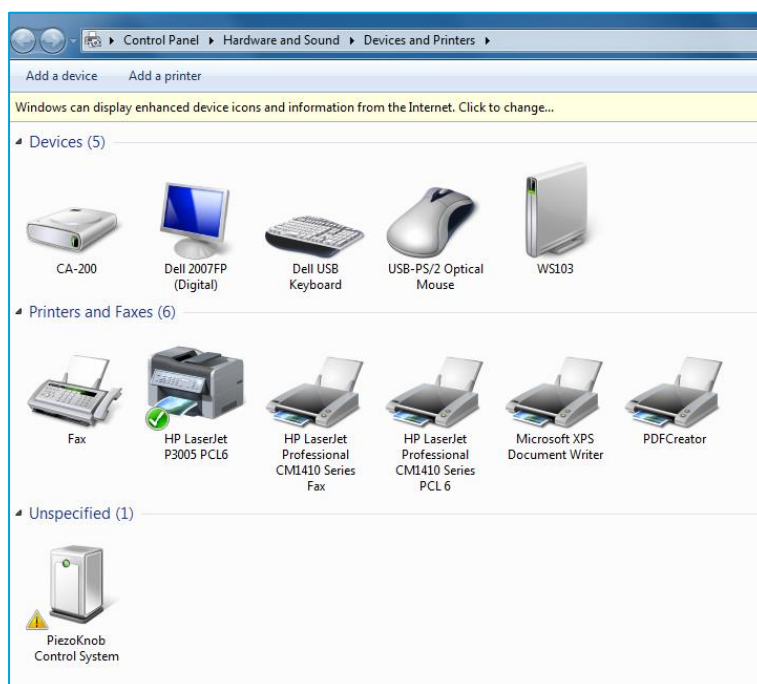 Control Panel ▸ Hardware and Sound ▸ Devices and Printers ▸
Add a device Add a printer
Windows can display enhanced device icons and information from the Internet. Click to change...
Devices (5)
CA-200
Dell 2007FP
(Digital)
Dell USB
Keyboard
USB-PS/2 Optical
Mouse
WS103
Printers and Faxes (6)
Fax
HP LaserJet
P3005 PCL6
HP LaserJet
Professional
CM1410 Series
Fax
HP LaserJet
Professional
CM1410 Series
PCL 6
Microsoft XPS
Document Writer
PDFCreator
Unspecified (1)
PiezoKnob
Control System